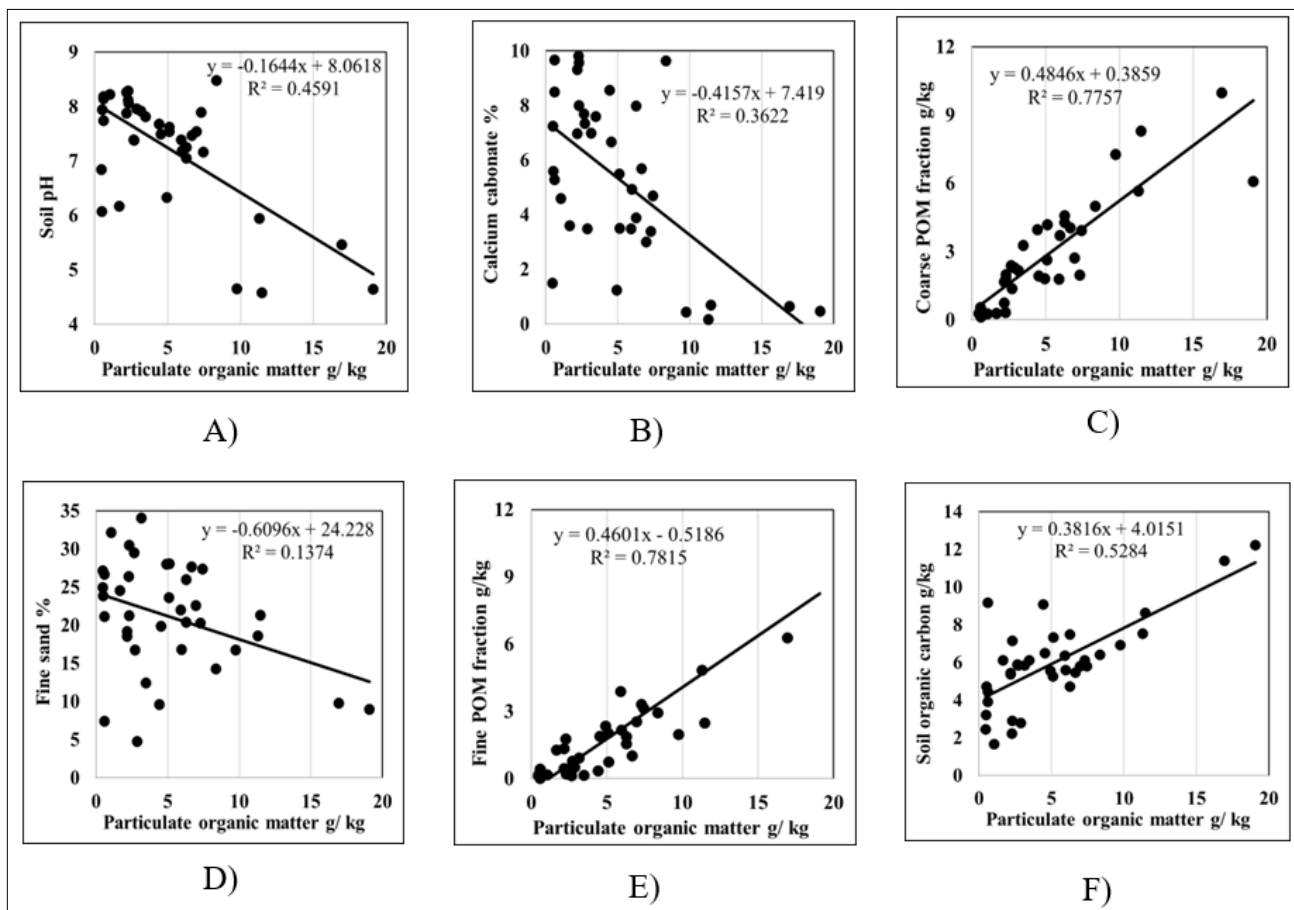 9
8
7
6
5
4
Soil pH
y = -0.1644x + 8.0618
R² = 0.4591
0 5 10 15 20
Particulate organic matter g/ kg
A)
10
8
6
4
2
0
Calcium cabonate %
y = -0.4157x + 7.419
R² = 0.3622
0 5 10 15 20
Particulate organic matter g/ kg
B)
12
9
6
3
0
Coarse POM fraction g/kg
y = 0.4846x + 0.3859
R² = 0.7757
0 5 10 15 20
Particulate organic matter g/kg
C)
35
30
25
20
15
10
5
0
Fine sand %
y = -0.6096x + 24.228
R² = 0.1374
0 5 10 15 20
Particulate organic matter g/ kg
D)
12
9
6
3
0
Fine POM fraction g/kg
y = 0.4601x - 0.5186
R² = 0.7815
0 5 10 15 20
Particulate organic matter g/ kg
E)
14
12
10
8
6
4
2
0
Soil organic carbon g/kg
y = 0.3816x + 4.0151
R² = 0.5284
0 5 10 15 20
Particulate organic matter g/ kg
F)